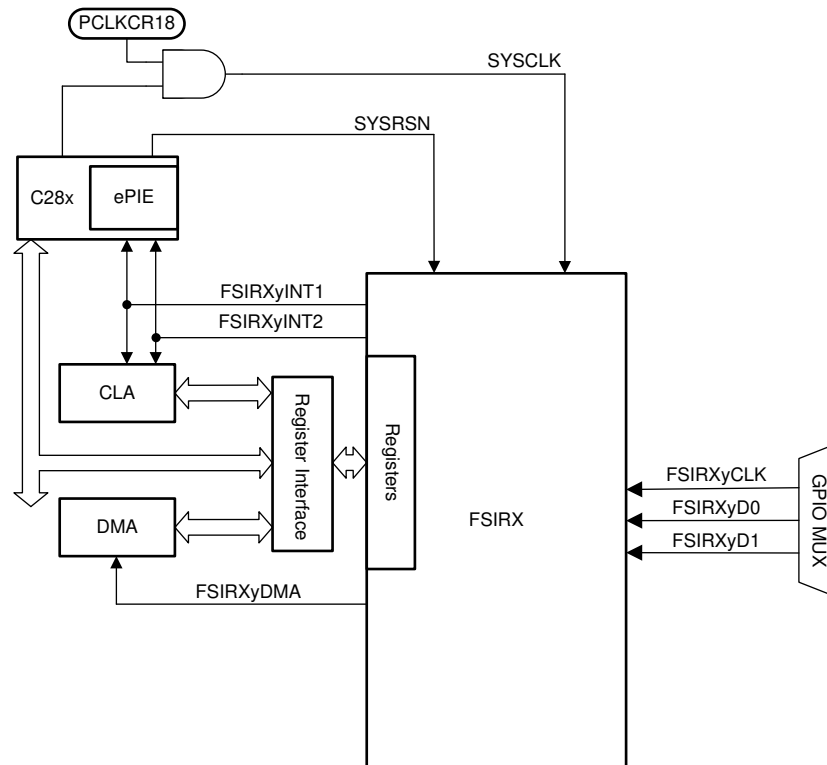 PCLKCR18
SYSCLK
SYSRSN
C28x
ePIE
FSIRXyINT1
FSIRXyINT2
CLA
Register Interface
Registers
FSIRX
FSIRXyCLK
FSIRXyD0
FSIRXyD1
GPIO MUX
DMA
FSIRXyDMA